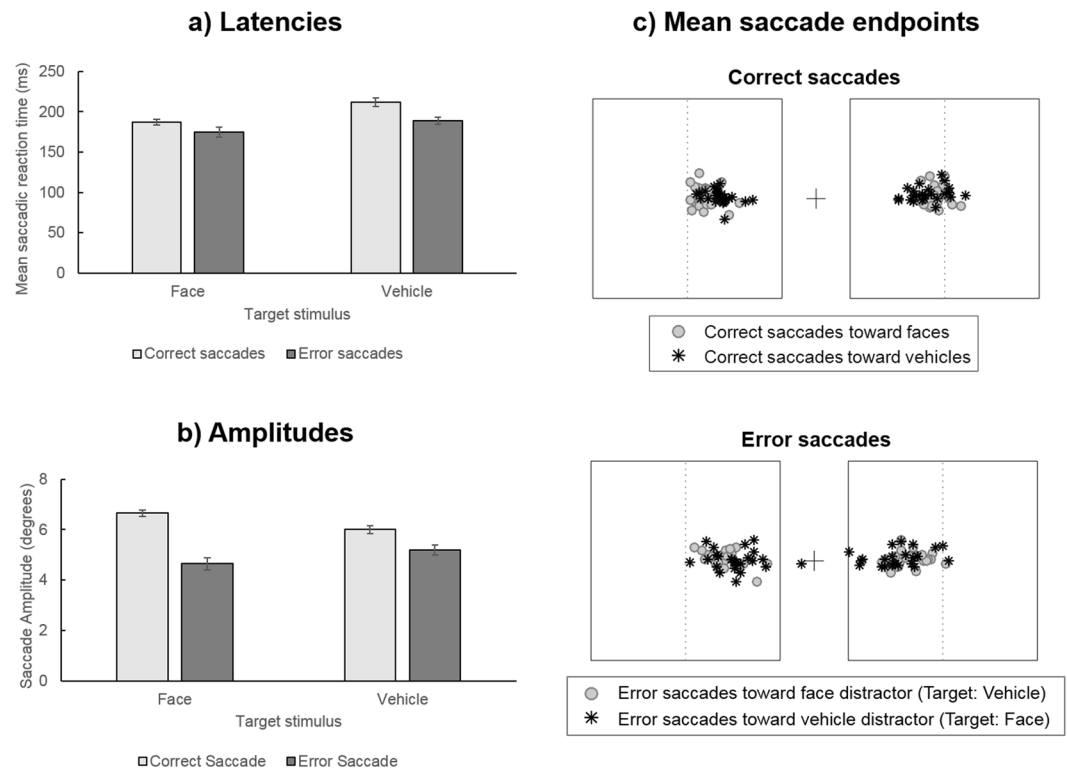 a) Latencies
Mean saccadic reaction time (ms)
250
200
150
100
50
0
Face
Vehicle
Target stimulus
Correct saccades
Error saccades
b) Amplitudes
Saccade Amplitude (degrees)
8
6
4
2
0
Face
Vehicle
Target stimulus
Correct Saccade
Error Saccade
c) Mean saccade endpoints
Correct saccades
Correct saccades toward faces
Correct saccades toward vehicles
Error saccades
Error saccades toward face distractor (Target: Vehicle)
Error saccades toward vehicle distractor (Target: Face)